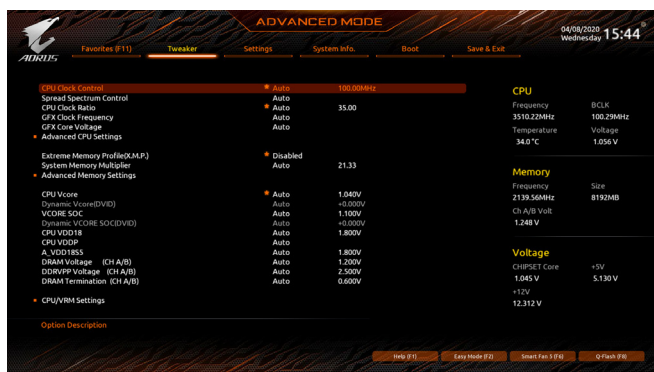 ADVANCED MODE
04/08/2020 Wednesday 15:44
AORUS
Favorites (F11) Tweaker Settings System Info. Boot Save & Exit
CPU Clock Control Auto 100.00MHz
Spread Spectrum Control Auto
CPU Clock Ratio Auto 35.00
GFX Clock Frequency Auto
GFX Core Voltage Auto
Advanced CPU Settings
Extreme Memory Profile(X.M.P.) Disabled
System Memory Multiplier Auto 21.33
Advanced Memory Settings
CPU Vcore Auto 1.040V
Dynamic Vcore(DVID) Auto +0.000V
VCORE SOC Auto 1.100V
Dynamic VCORE SOC(DVID) Auto +0.000V
CPU VDD18 Auto 1.800V
CPU VDDP Auto
A_VDD18S5 Auto 1.800V
DRAM Voltage (CH A/B) Auto 1.200V
DDRVPP Voltage (CH A/B) Auto 2.500V
DRAM Termination (CH A/B) Auto 0.600V
CPU/VRM Settings
Option Description
CPU
Frequency BCLK
3510.22MHz 100.29MHz
Temperature Voltage
34.0 °C 1.056 V
Memory
Frequency Size
2139.56MHz 8192MB
Ch A/B Volt
1.248 V
Voltage
CHIPSET Core +5V
1.045 V 5.130 V
+12V
12.312 V
Help (F1) Easy Mode (F2) Smart Fan 5 (F6) Q-Flash (F8)